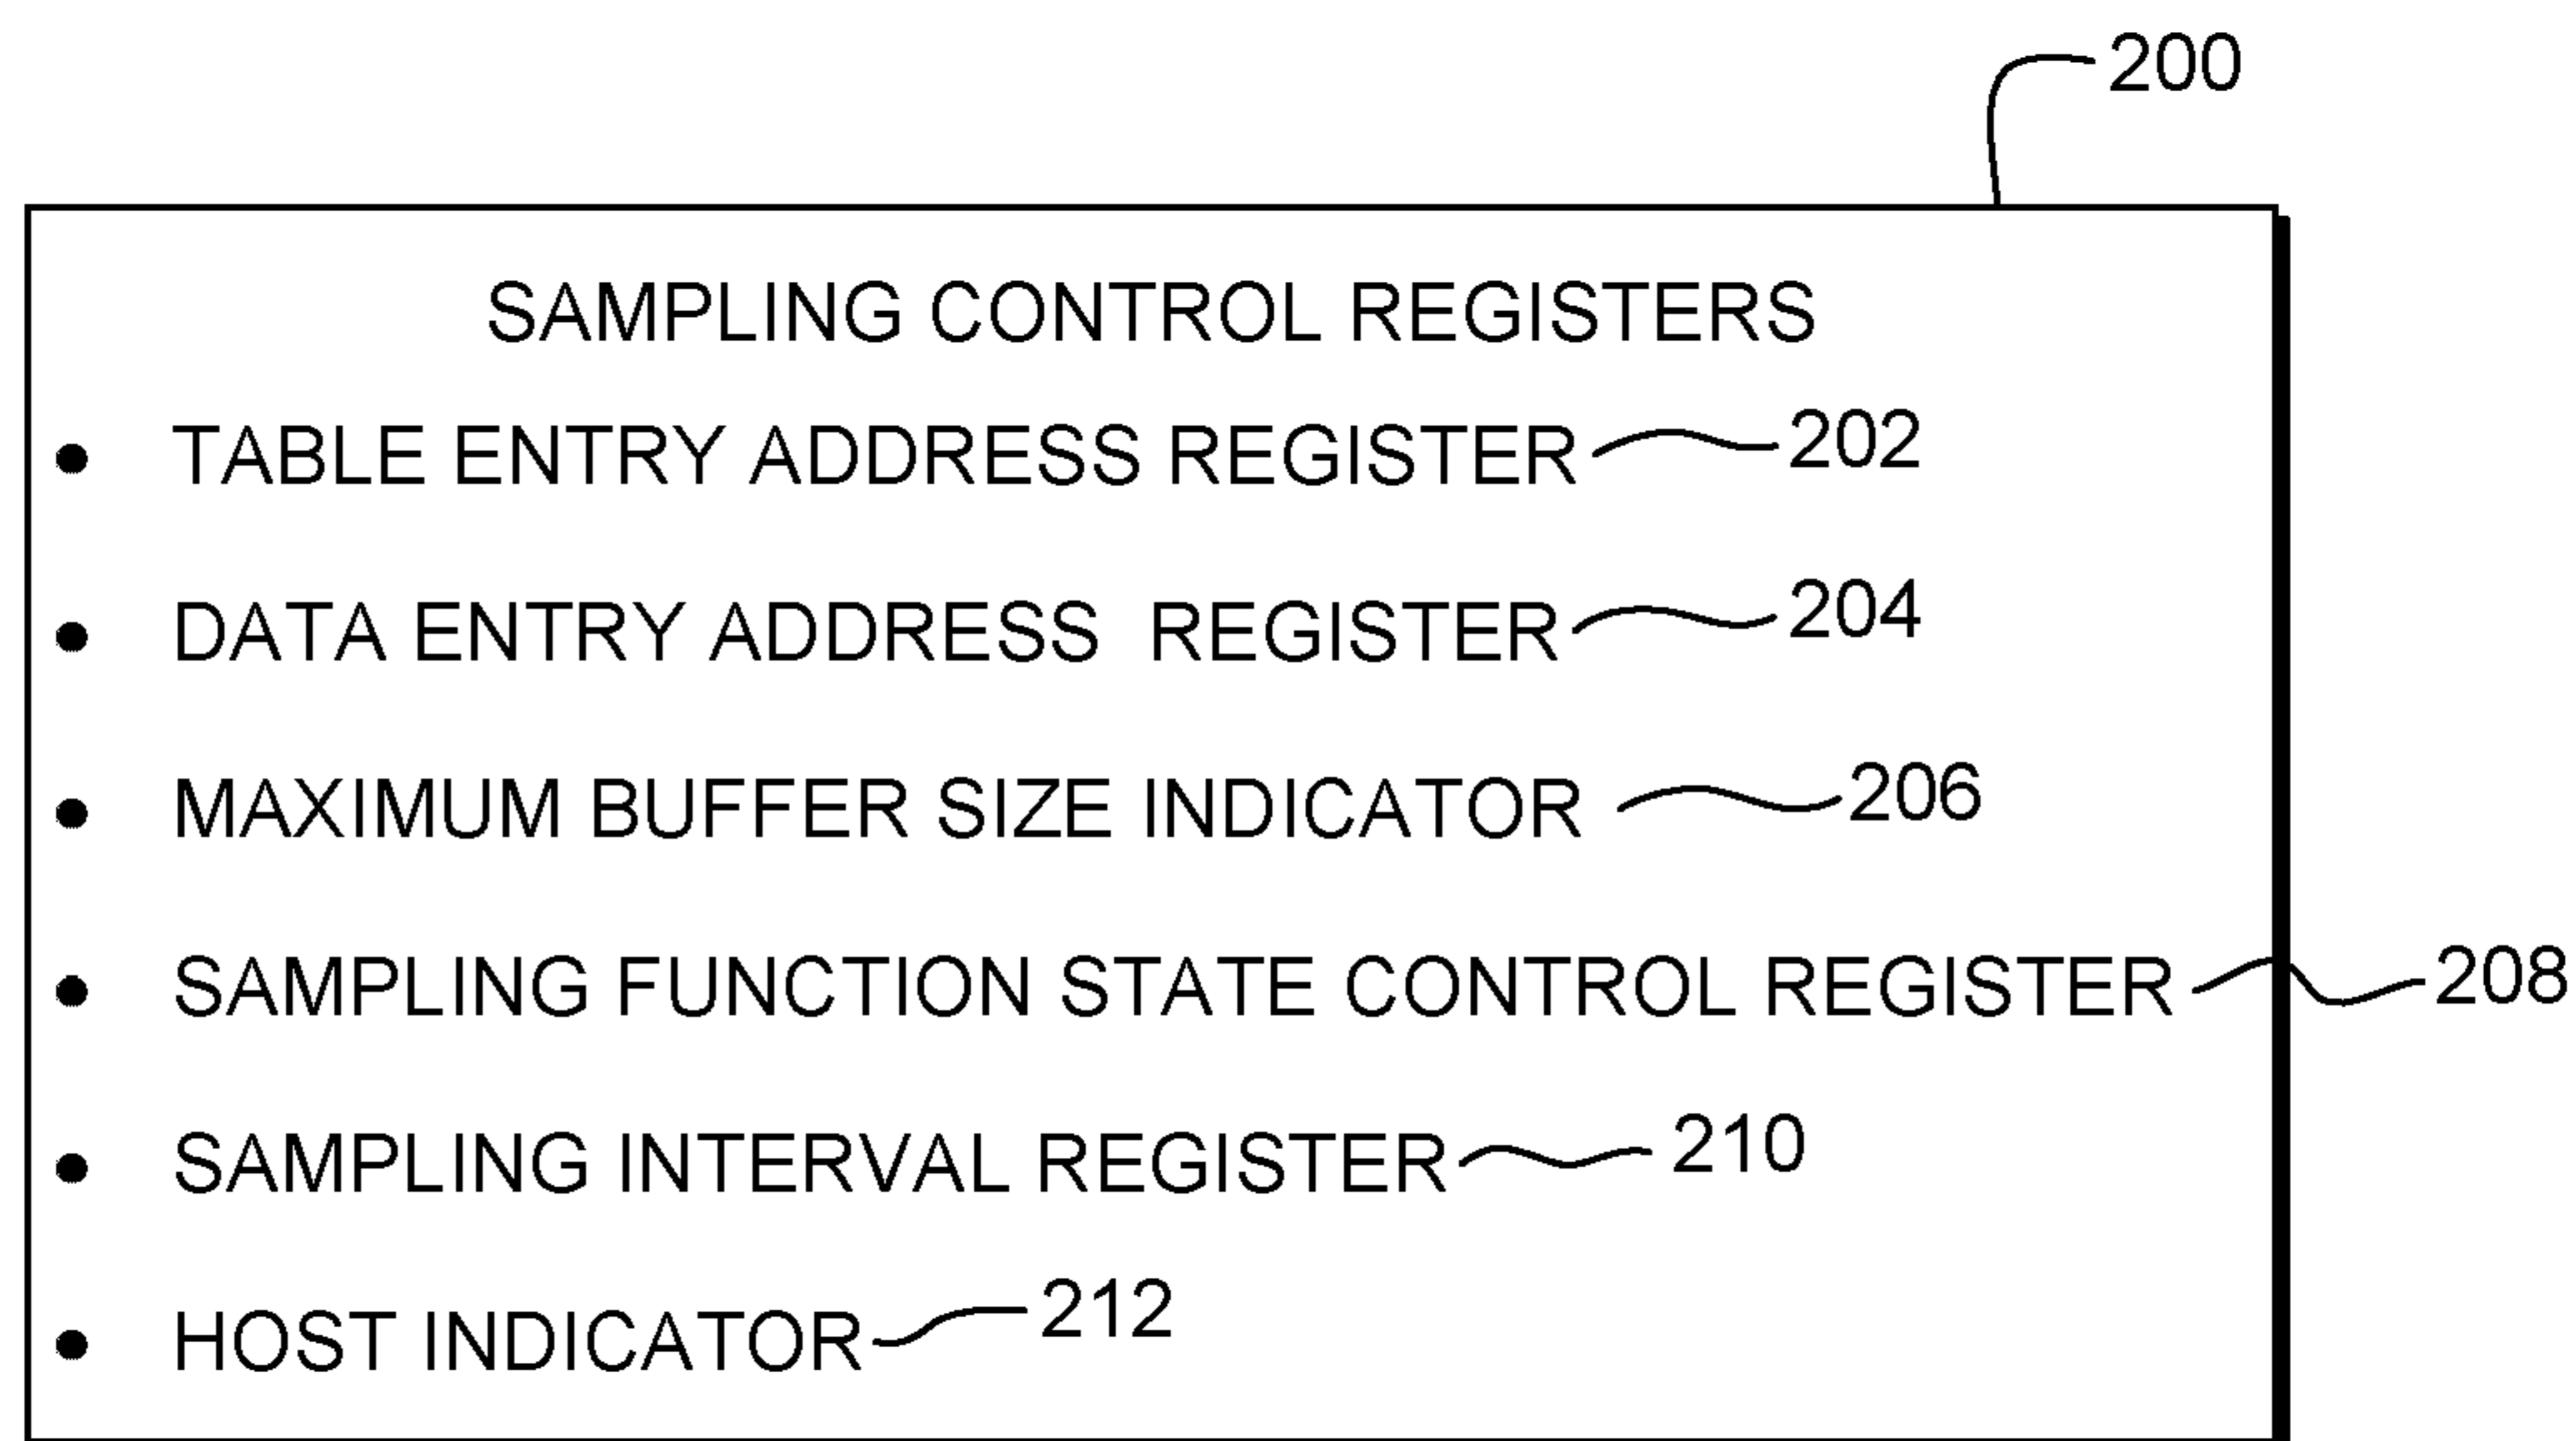 200
SAMPLING CONTROL REGISTERS
• TABLE ENTRY ADDRESS REGISTER 202
• DATA ENTRY ADDRESS REGISTER 204
• MAXIMUM BUFFER SIZE INDICATOR 206
• SAMPLING FUNCTION STATE CONTROL REGISTER 208
• SAMPLING INTERVAL REGISTER 210
• HOST INDICATOR 212